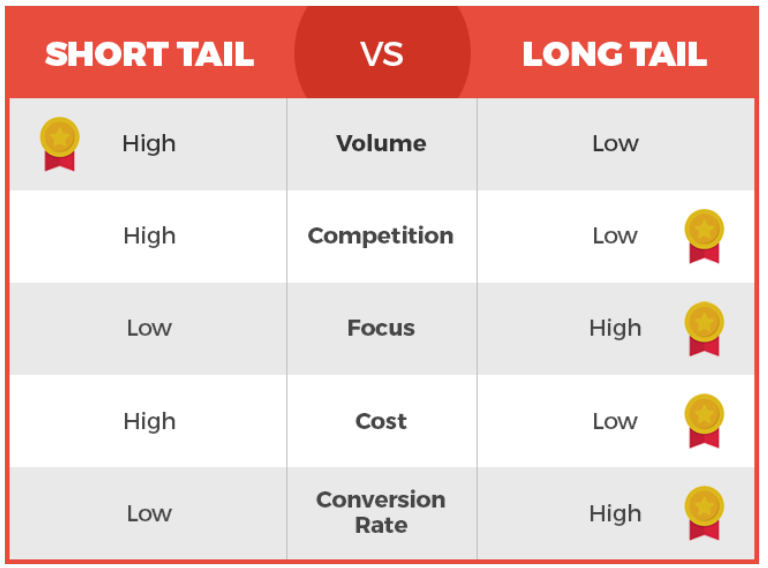 SHORT TAIL VS LONG TAIL
High Volume Low
High Competition Low
Low Focus High
High Cost Low
Low Conversion Rate High